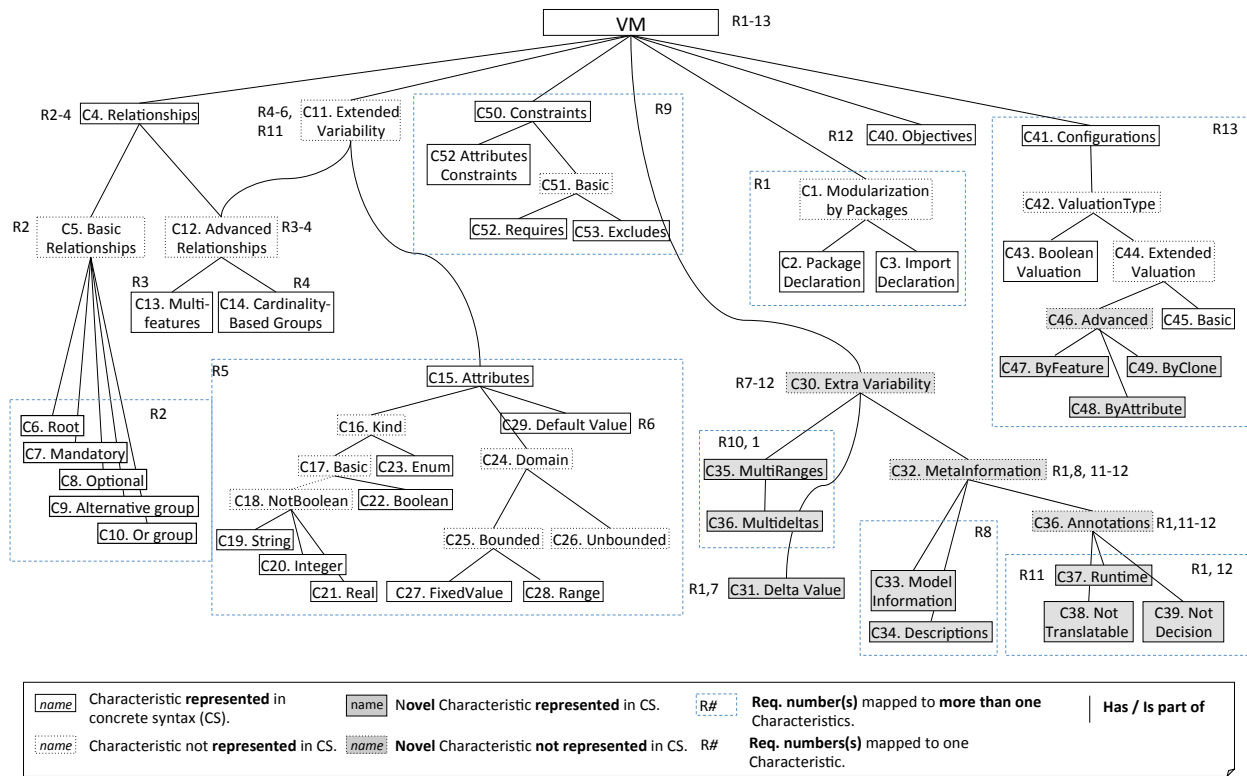 VM
R1-13
R2-4
C4. Relationships
R4-6,
R11
C11. Extended
Variability
C50. Constraints
R9
C52 Attributes
Constraints
C51. Basic
C52. Requires
C53. Excludes
R12
C40. Objectives
R13
C41. Configurations
R1
C1. Modularization
by Packages
C2. Package
Declaration
C3. Import
Declaration
C42. ValuationType
C43. Boolean
Valuation
C44. Extended
Valuation
C46. Advanced
C45. Basic
C47. ByFeature
C49. ByClone
C48. ByAttribute
R2
C5. Basic
Relationships
C12. Advanced
Relationships
R3-4
R3
R4
C13. Multi-
features
C14. Cardinality-
Based Groups
R2
C6. Root
C7. Mandatory
C8. Optional
C9. Alternative group
C10. Or group
R5
C15. Attributes
C16. Kind
C29. Default Value
R6
C17. Basic
C23. Enum
C24. Domain
C18. NotBoolean
C22. Boolean
C19. String
C20. Integer
C21. Real
C25. Bounded
C26. Unbounded
C27. FixedValue
C28. Range
R7-12
C30. Extra Variability
R10, 1
C35. MultiRanges
C36. Multideltas
R1,7
C31. Delta Value
C32. MetaInformation
R1,8, 11-12
R8
C33. Model
Information
C34. Descriptions
C36. Annotations
R1,11-12
R11
C37. Runtime
R1, 12
C38. Not
Translatable
C39. Not
Decision
name
Characteristic represented in
concrete syntax (CS).
name
Novel Characteristic represented in CS.
R#
Req. number(s) mapped to more than one
Characteristics.
Has / Is part of
name
Characteristic not represented in CS.
name
Novel Characteristic not represented in CS.
R#
Req. numbers(s) mapped to one
Characteristic.